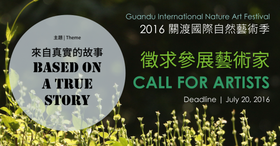 Guandu International Nature Art Festival
2016 關渡國際自然藝術季
主題 | Theme
來自真實的故事
BASED ON
A TRUE
STORY
徵求參展藝術家
CALL FOR ARTISTS
Deadline | July 20, 2016